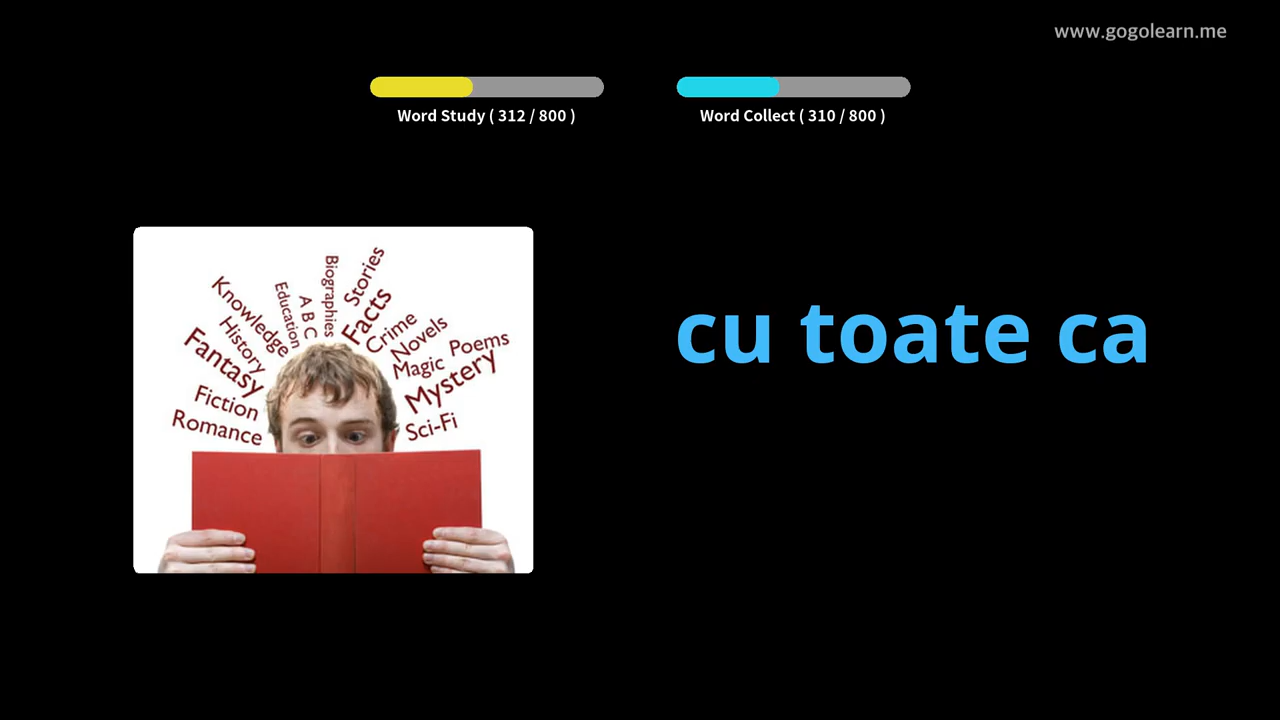 www.gogolearn.me
Word Study ( 312 / 800 )
Word Collect ( 310 / 800 )
cu toate ca
Knowledge
History
Fantasy
Fiction
Romance
Education
A B C
Biographies
Stories
Facts
Crime
Novels
Magic
Poems
Mystery
Sci-Fi